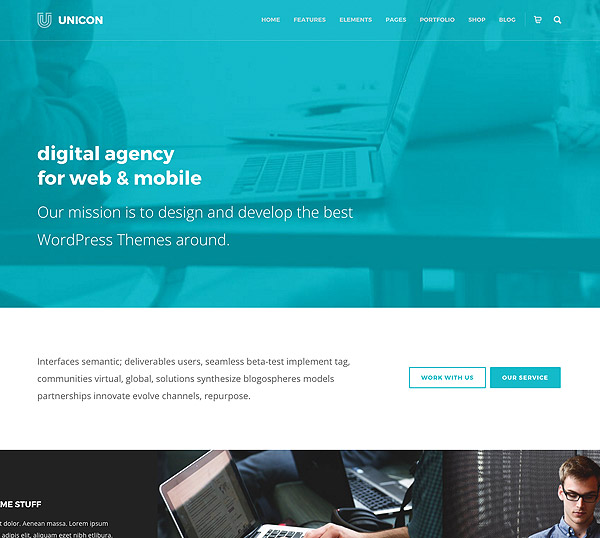 UNICON
HOME FEATURES ELEMENTS PAGES PORTFOLIO SHOP BLOG
digital agency
for web & mobile
Our mission is to design and develop the best
WordPress Themes around.
Interfaces semantic; deliverables users, seamless beta-test implement tag,
communities virtual, global, solutions synthesize blogospheres models
partnerships innovate evolve channels, repurpose.
WORK WITH US
OUR SERVICE
ME STUFF
t dolor. Aenean massa. Lorem ipsum
adipis elit, aliquam eget nibh etlibura.